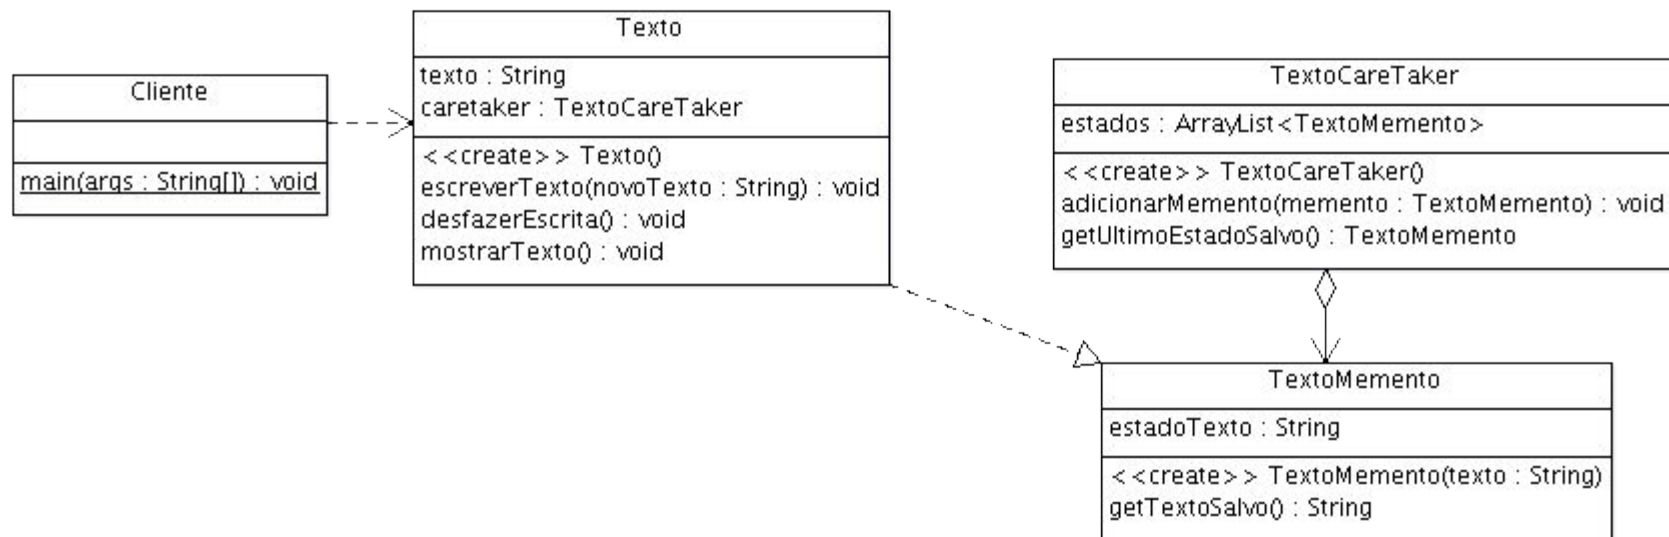 Cliente
main(args : String[]) : void
Texto
texto : String
caretaker : TextoCareTaker
<<create>> Texto()
escreverTexto(novoTexto : String) : void
desfazerEscrita() : void
mostrarTexto() : void
TextoCareTaker
estados : ArrayList<TextoMemento>
<<create>> TextoCareTaker()
adicionarMemento(memento : TextoMemento) : void
getUltimoEstadoSalvo() : TextoMemento
TextoMemento
estadoTexto : String
<<create>> TextoMemento(texto : String)
getTextoSalvo() : String